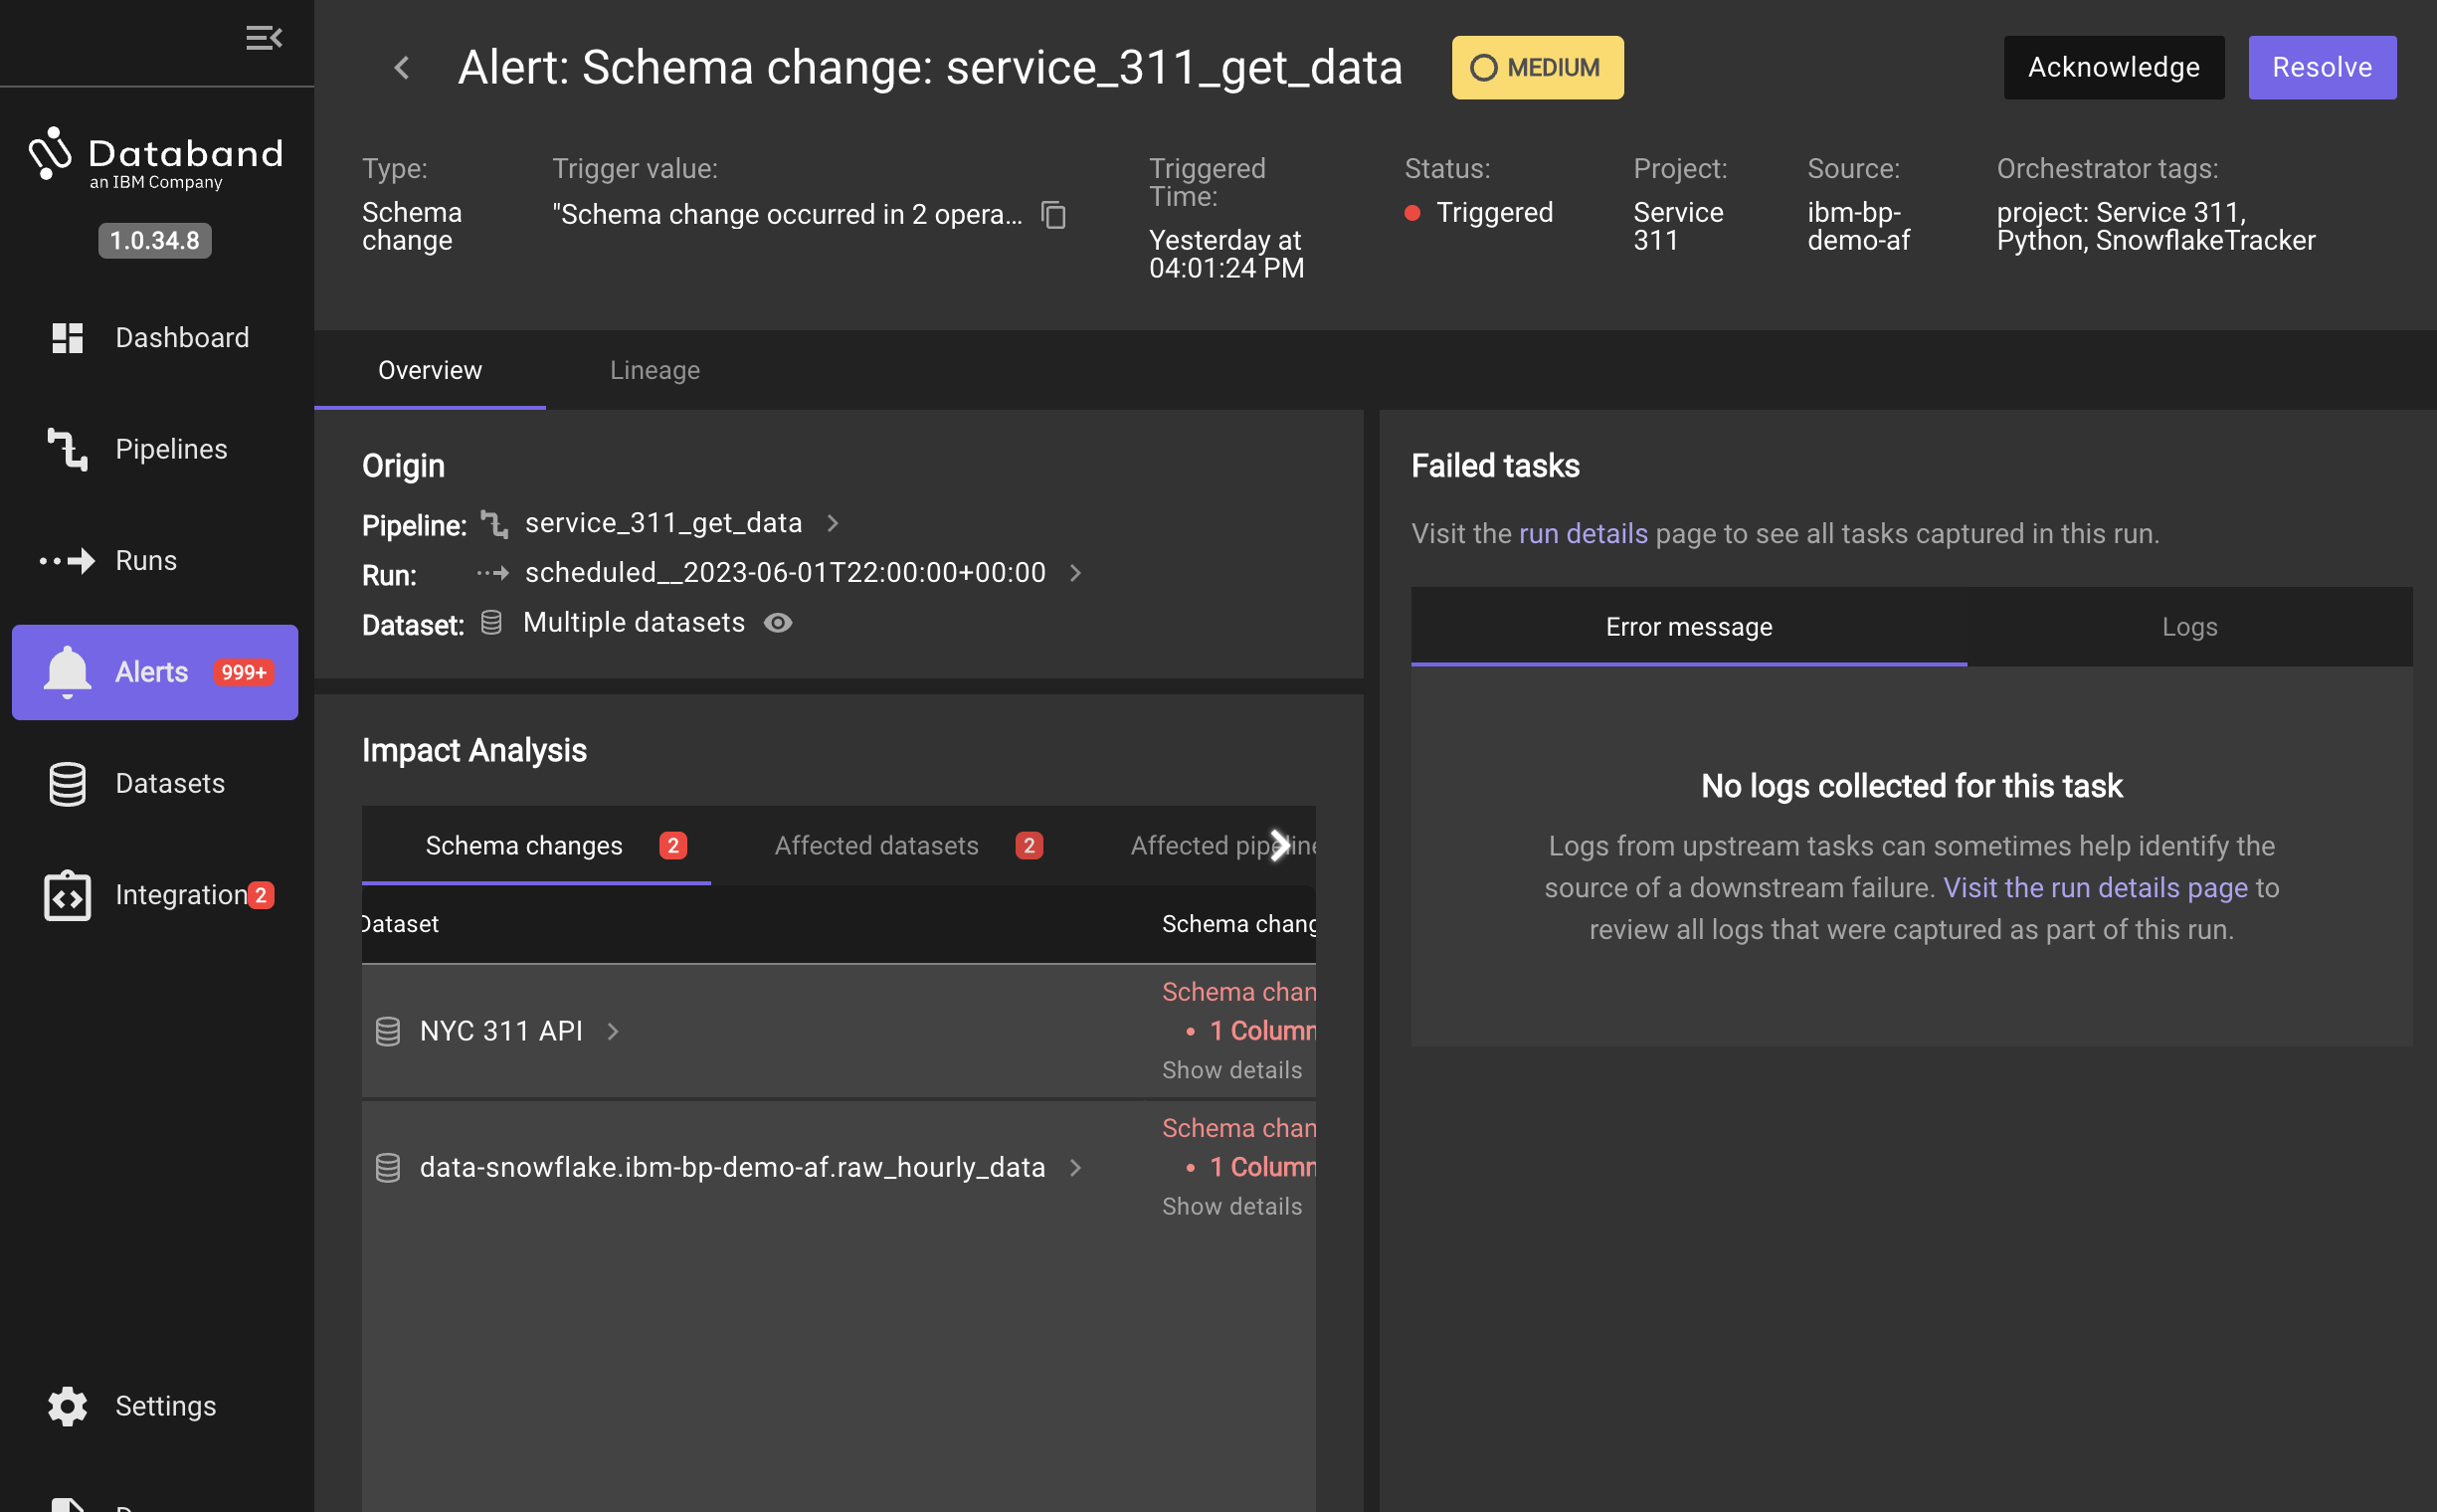 Databand
an IBM Company
1.0.34.8
Dashboard
Pipelines
Runs
Alerts 999+
Datasets
Integration 2
Settings
Alert: Schema change: service_311_get_data
MEDIUM
Acknowledge
Resolve
Type:
Schema
change
Trigger value:
"Schema change occurred in 2 opera...
Triggered
Time:
Yesterday at
04:01:24 PM
Status:
Triggered
Project:
Service
311
Source:
ibm-bp-
demo-af
Orchestrator tags:
project: Service 311,
Python, SnowflakeTracker
Overview
Lineage
Origin
Pipeline: service_311_get_data
Run: scheduled__2023-06-01T22:00:00+00:00
Dataset: Multiple datasets
Impact Analysis
Schema changes 2
Affected datasets 2
Affected pipeline
Dataset
Schema chang
NYC 311 API
Schema chan
• 1 Column
Show details
data-snowflake.ibm-bp-demo-af.raw_hourly_data
Schema chan
• 1 Column
Show details
Failed tasks
Visit the run details page to see all tasks captured in this run.
Error message
Logs
No logs collected for this task
Logs from upstream tasks can sometimes help identify the
source of a downstream failure. Visit the run details page to
review all logs that were captured as part of this run.